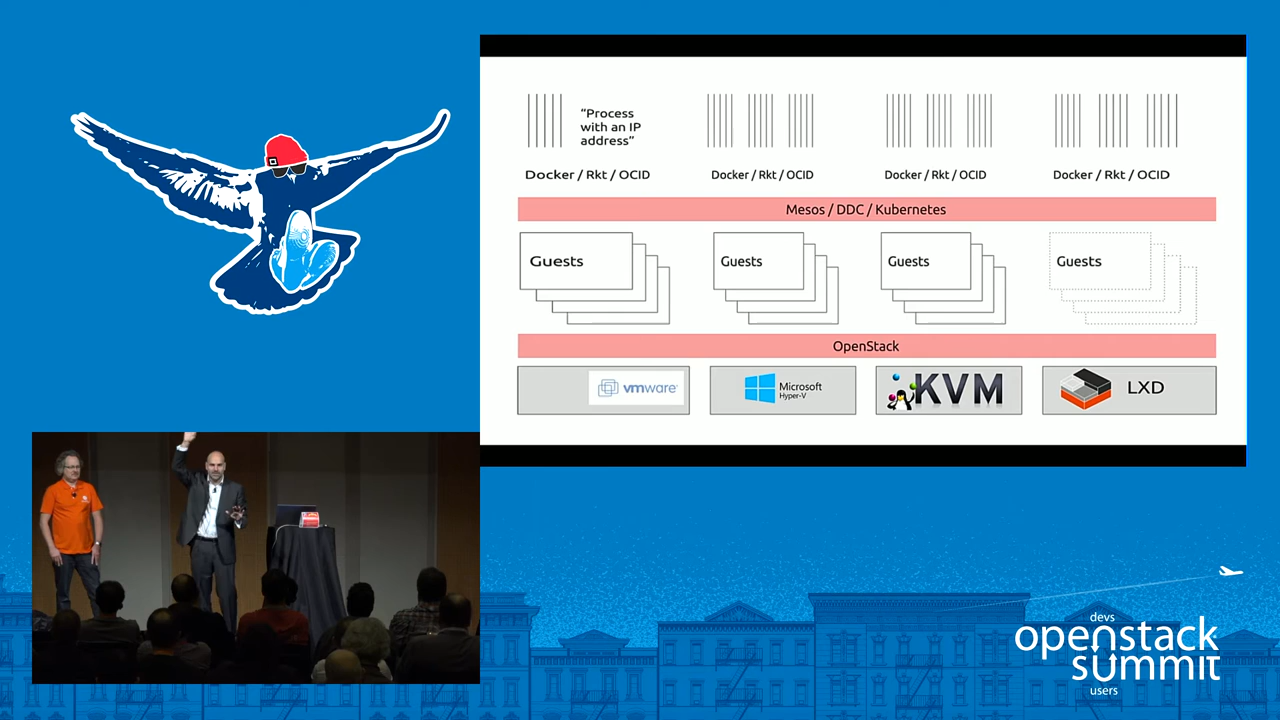 “Process
with an IP
address”
Docker / Rkt / OCID
Docker / Rkt / OCID
Docker / Rkt / OCID
Docker / Rkt / OCID
Mesos / DDC / Kubernetes
Guests
Guests
Guests
Guests
OpenStack
vmware
Microsoft
Hyper-V
KVM
LXD
devs
openstack
summit
users